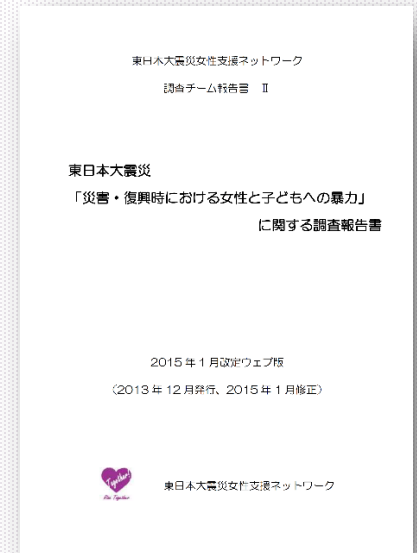 東日本大震災女性支援ネットワーク
調査チーム報告書 Ⅱ
東日本大震災
「災害・復興時における女性と子どもへの暴力」
に関する調査報告書
2015年1月改定ウェブ版
(2013年12月発行、2015年1月修正)
Together!
東日本大震災女性支援ネットワーク